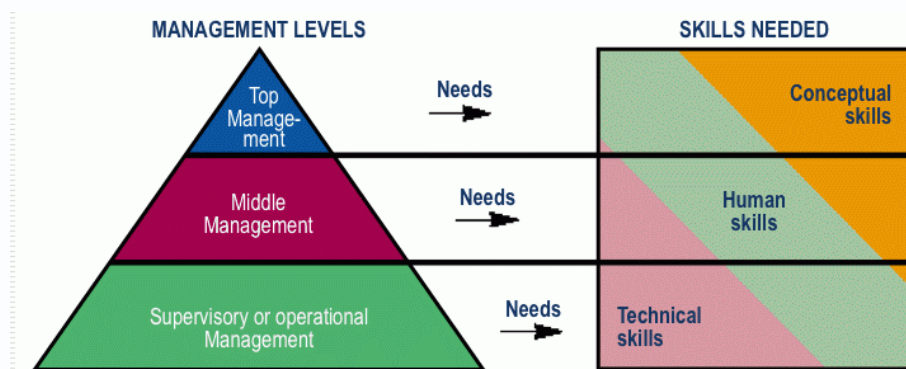 MANAGEMENT LEVELS
SKILLS NEEDED
Top
Manage-
ment
Needs
Conceptual
skills
Middle
Management
Needs
Human
skills
Supervisory or operational
Management
Needs
Technical
skills